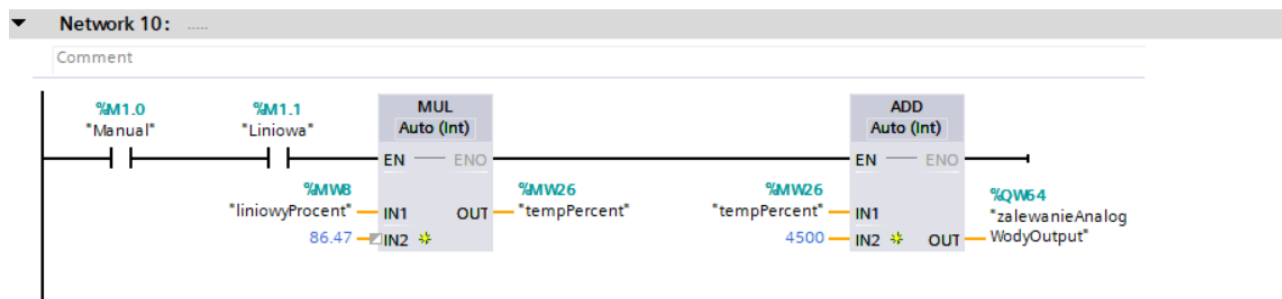 Network 10: .....
Comment
%M1.0
"Manual"
%M1.1
"Liniowa"
MUL
Auto (Int)
EN ENO
%MW8
"liniowyProcent"
IN1
86.47
IN2
OUT
%MW26
"tempPercent"
ADD
Auto (Int)
EN ENO
%MW26
"tempPercent"
IN1
4500
IN2
OUT
%QW64
"zalewanieAnalog
WodyOutput"